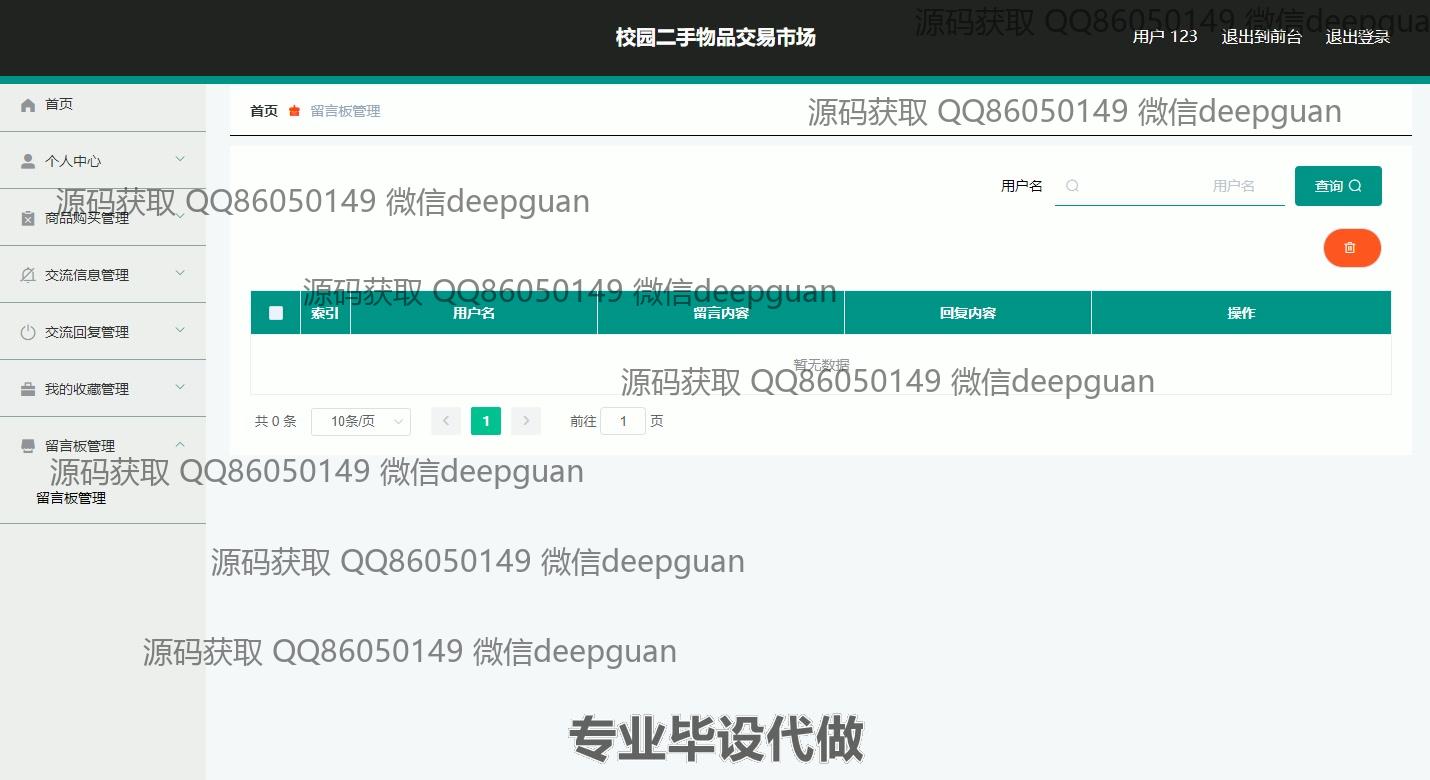 校园二手物品交易市场
用户 123 退出到前台 退出登录
源码获取 QQ86050149 微信deepgua
首页
个人中心
商品购买管理
交流信息管理
交流回复管理
我的收藏管理
留言板管理
留言板管理
首页 留言板管理
源码获取 QQ86050149 微信deepguan
用户名 用户名 查询
源码获取 QQ86050149 微信deepguan
源码获取 QQ86050149 微信deepguan
索引 用户名 留言内容 回复内容 操作
暂无数据
源码获取 QQ86050149 微信deepguan
共 0 条 10条/页 1 前往 1 页
源码获取 QQ86050149 微信deepguan
源码获取 QQ86050149 微信deepguan
源码获取 QQ86050149 微信deepguan
专业毕设代做